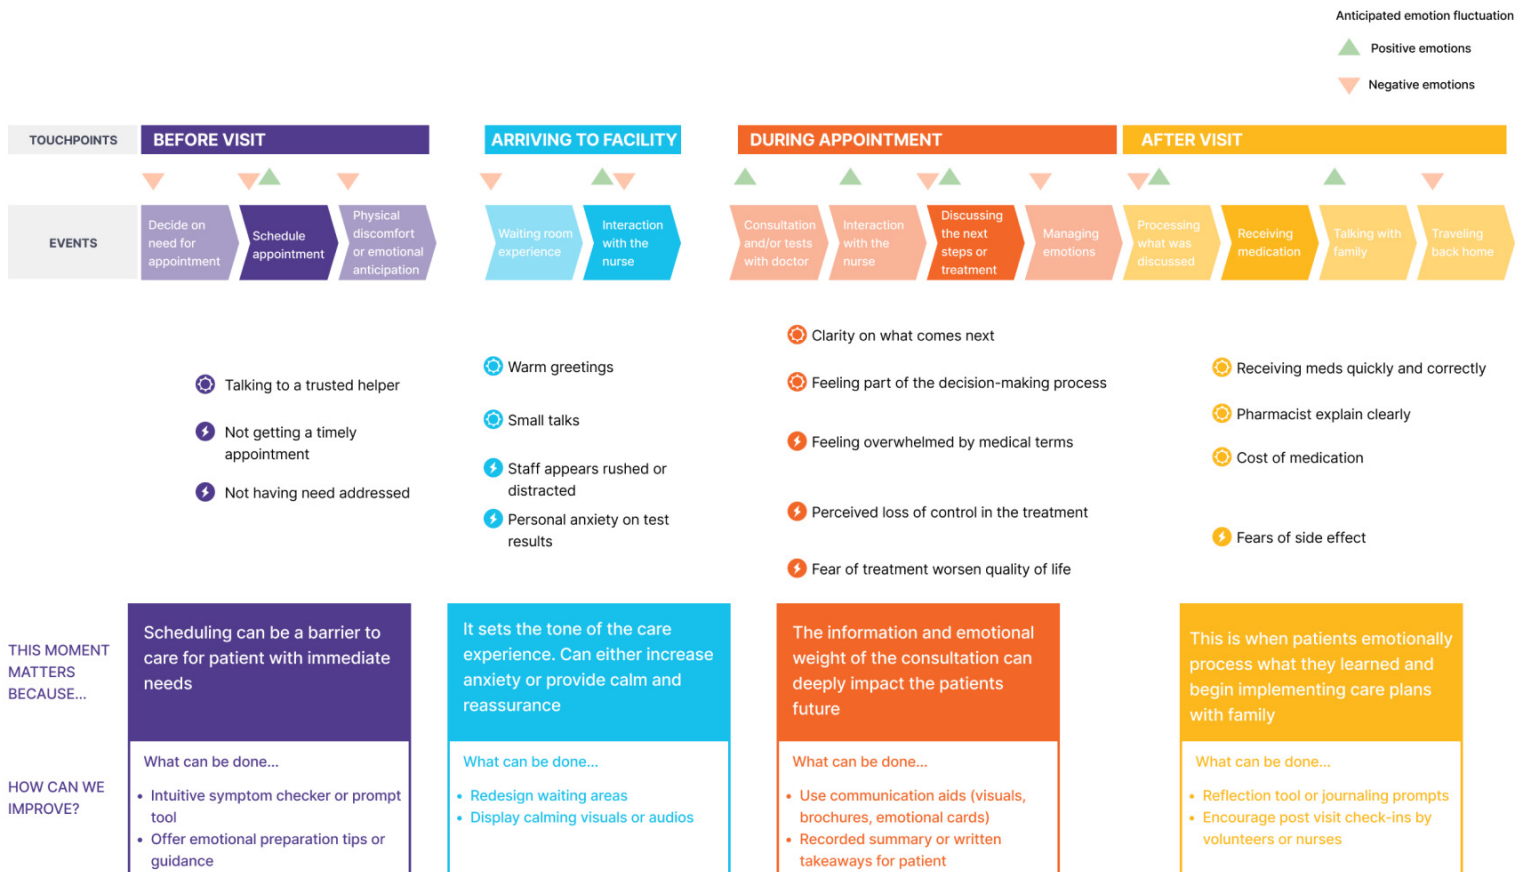 Anticipated emotion fluctuation
Positive emotions
Negative emotions
TOUCHPOINTS
BEFORE VISIT
ARRIVING TO FACILITY
DURING APPOINTMENT
AFTER VISIT
EVENTS
Decide on
need for
appointment
Schedule
appointment
Physical
discomfort
or emotional
anticipation
Waiting room
experience
Interaction
with the
nurse
Consultation
and/or tests
with doctor
Interaction
with the
nurse
Discussing
the next
steps or
treatment
Managing
emotions
Processing
what was
discussed
Receiving
medication
Talking with
family
Traveling
back home
Talking to a trusted helper
Not getting a timely
appointment
Not having need addressed
Warm greetings
Small talks
Staff appears rushed or
distracted
Personal anxiety on test
results
Clarity on what comes next
Feeling part of the decision-making process
Feeling overwhelmed by medical terms
Perceived loss of control in the treatment
Fear of treatment worsen quality of life
Receiving meds quickly and correctly
Pharmacist explain clearly
Cost of medication
Fears of side effect
THIS MOMENT
MATTERS
BECAUSE...
Scheduling can be a barrier to
care for patient with immediate
needs
It sets the tone of the care
experience. Can either increase
anxiety or provide calm and
reassurance
The information and emotional
weight of the consultation can
deeply impact the patients
future
This is when patients emotionally
process what they learned and
begin implementing care plans
with family
HOW CAN WE
IMPROVE?
What can be done...
• Intuitive symptom checker or prompt
tool
• Offer emotional preparation tips or
guidance
What can be done...
• Redesign waiting areas
• Display calming visuals or audios
What can be done...
• Use communication aids (visuals,
brochures, emotional cards)
• Recorded summary or written
takeaways for patient
What can be done...
• Reflection tool or journaling prompts
• Encourage post visit check-ins by
volunteers or nurses